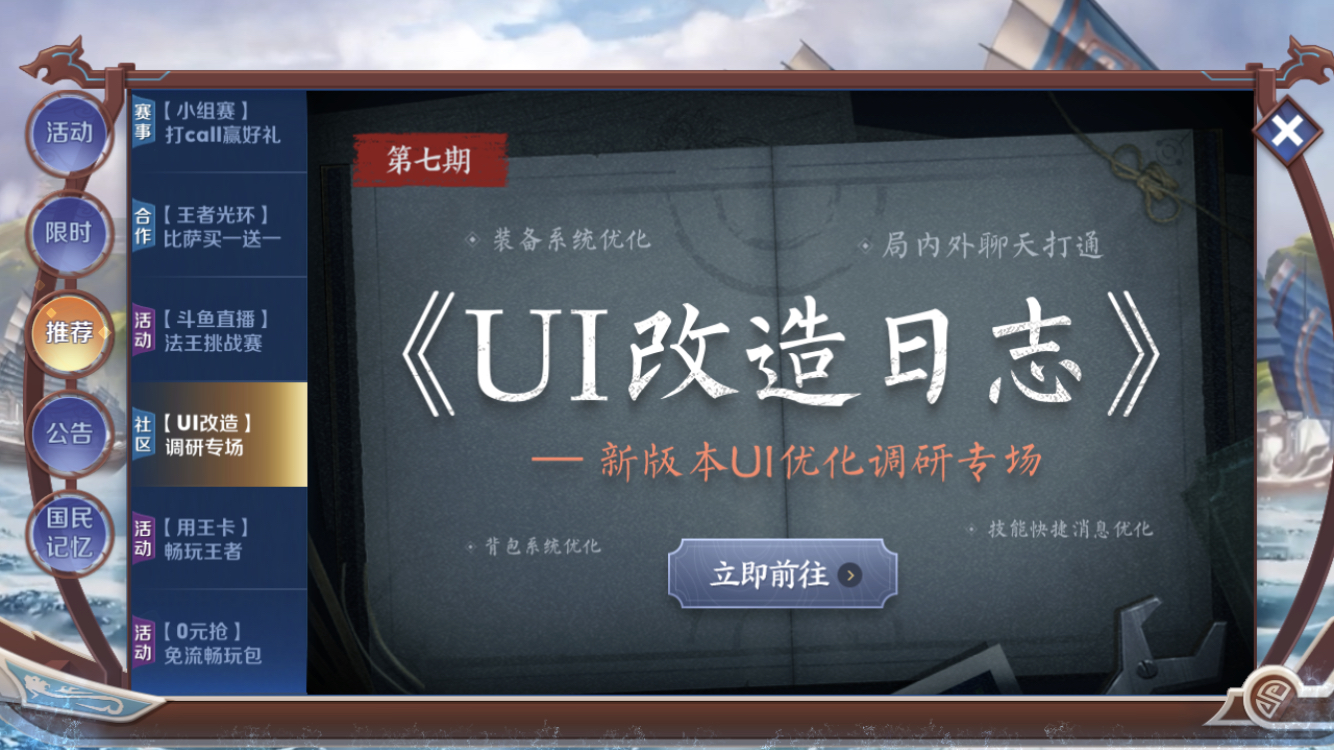 活动
限时
推荐
公告
国民
记忆
赛事
【小组赛】
打call赢好礼
合作
【王者光环】
比萨买一送一
活动
【斗鱼直播】
法王挑战赛
社区
【UI改造】
调研专场
活动
【用王卡】
畅玩王者
活动
【0元抢】
免流畅玩包
第七期
装备系统优化
局内外聊天打通
《UI改造日志》
— 新版本UI优化调研专场
背包系统优化
技能快捷消息优化
立即前往